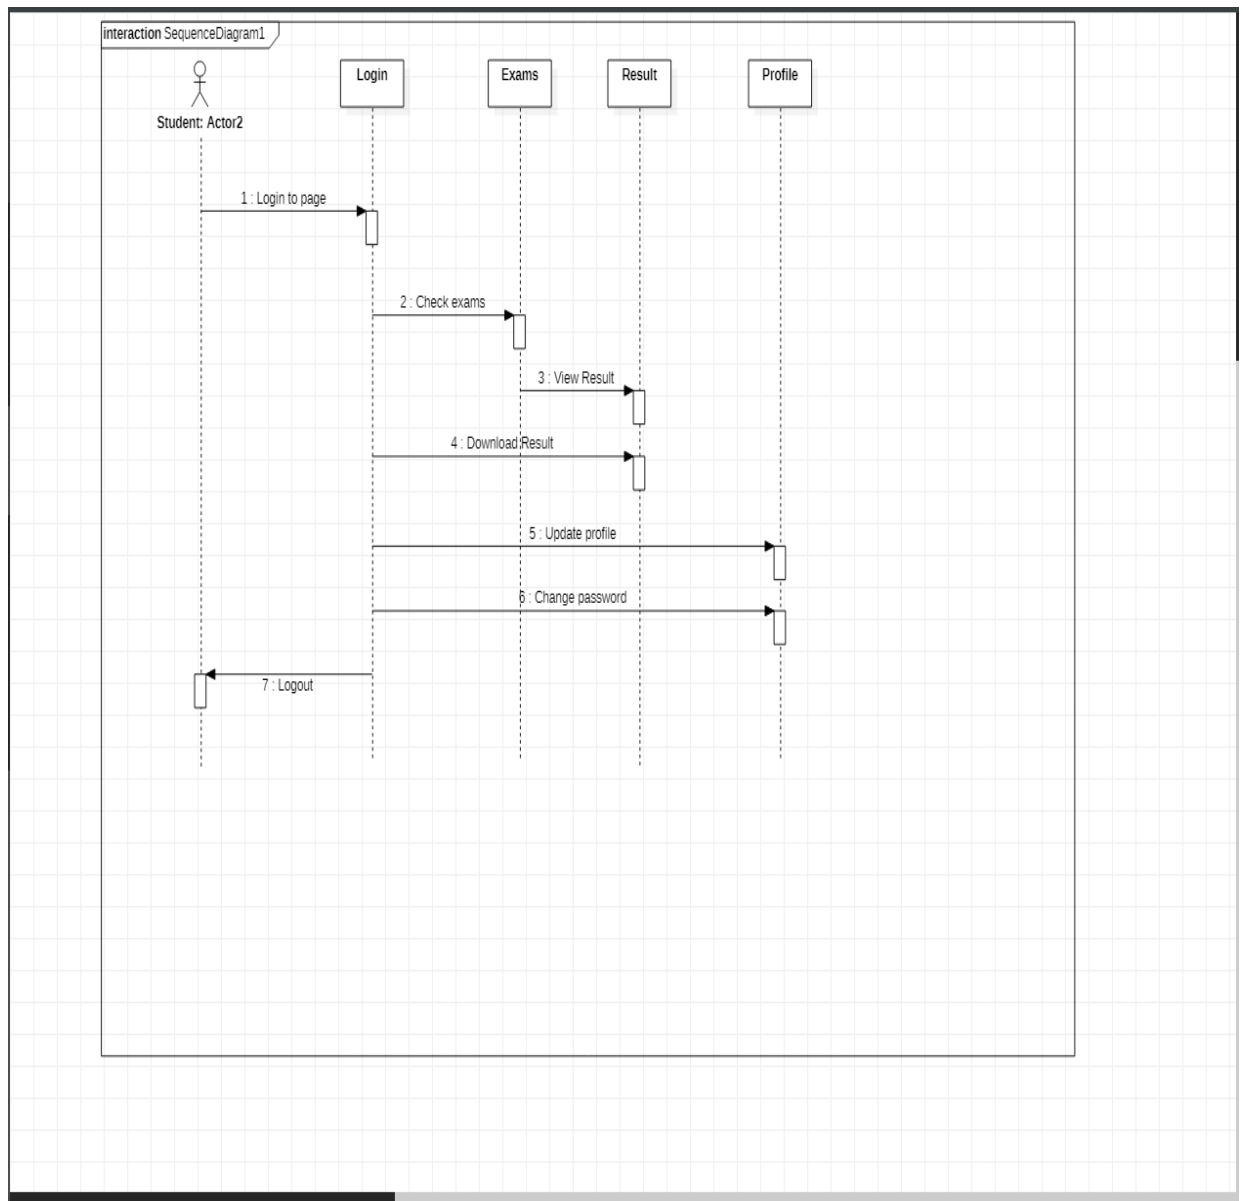 interaction SequenceDiagram1
Login
Exams
Result
Profile
Student: Actor2
1 : Login to page
2 : Check exams
3 : View Result
4 : Download Result
5 : Update profile
6 : Change password
7 : Logout